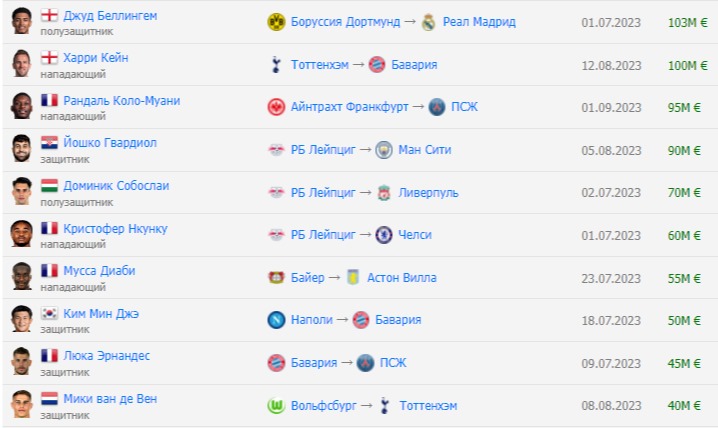 Джуд Беллингем
полузащитник
Боруссия Дортмунд → Реал Мадрид 01.07.2023 103M €
Харри Кейн
нападающий
Тоттенхэм → Бавария 12.08.2023 100M €
Рандаль Коло-Муани
нападающий
Айнтрахт Франкфурт → ПСЖ 01.09.2023 95M €
Йошко Гвардиол
защитник
РБ Лейпциг → Ман Сити 05.08.2023 90M €
Доминик Собослаи
полузащитник
РБ Лейпциг → Ливерпуль 02.07.2023 70M €
Кристофер Нкунку
нападающий
РБ Лейпциг → Челси 01.07.2023 60M €
Мусса Диаби
нападающий
Байер → Астон Вилла 23.07.2023 55M €
Ким Мин Джэ
защитник
Наполи → Бавария 18.07.2023 50M €
Люка Эрнандес
защитник
Бавария → ПСЖ 09.07.2023 45M €
Мики ван де Вен
защитник
Вольфсбург → Тоттенхэм 08.08.2023 40M €